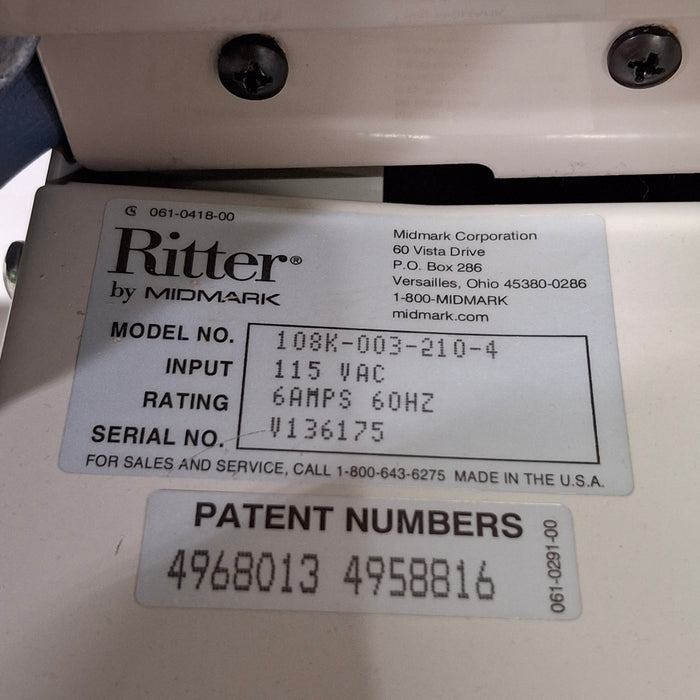 061-0418-00
Ritter®
by MIDMARK
Midmark Corporation
60 Vista Drive
P.O. Box 286
Versailles, Ohio 45380-0286
1-800-MIDMARK
midmark.com
MODEL NO. 108K-003-210-4
INPUT 115 VAC
RATING 6AMPS 60HZ
SERIAL NO. V136175
FOR SALES AND SERVICE, CALL 1-800-643-6275 MADE IN THE U.S.A.
PATENT NUMBERS
4968013 4958816
061-0291-00